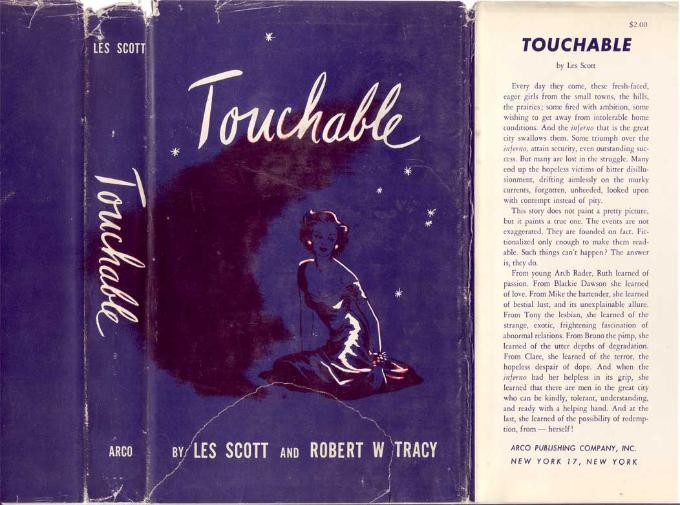 LES SCOTT
Touchable
ARCO
Touchable
BY LES SCOTT AND ROBERT W TRACY
$2.00
TOUCHABLE
by Les Scott
Every day they come, these fresh-faced,
eager girls from the small towns, the hills,
the prairies; some fired with ambition, some
wishing to get away from intolerable home
conditions. And the inferno that is the great
city swallows them. Some triumph over the
inferno, attain security, even outstanding suc-
cess. But many are lost in the struggle. Many
end up the hopeless victims of bitter disillu-
sionment, drifting aimlessly on the murky
currents, forgotten, unheeded, looked upon
with contempt instead of pity.
This story does not paint a pretty picture,
but it paints a true one. The events are not
exaggerated. They are founded on fact. Fic-
tionalized only enough to make them read-
able. Such things can't happen? The answer
is, they do.
From young Arch Rader, Ruth learned of
passion. From Blackie Dawson she learned
of love. From Mike the bartender, she learned
of bestial lust, and its unexplainable allure.
From Tony the lesbian, she learned of the
strange, exotic, frightening fascination of
abnormal relations. From Bruno the pimp, she
learned of the utter depths of degradation.
From Clare, she learned of the terror, the
hopeless despair of dope. And when the
inferno had her helpless in its grip, she
learned that there are men in the great city
who can be kindly, tolerant, understanding,
and ready with a helping hand. And at the
last, she learned of the possibility of redemp-
tion, from — herself!
ARCO PUBLISHING COMPANY, INC.
NEW YORK 17, NEW YORK